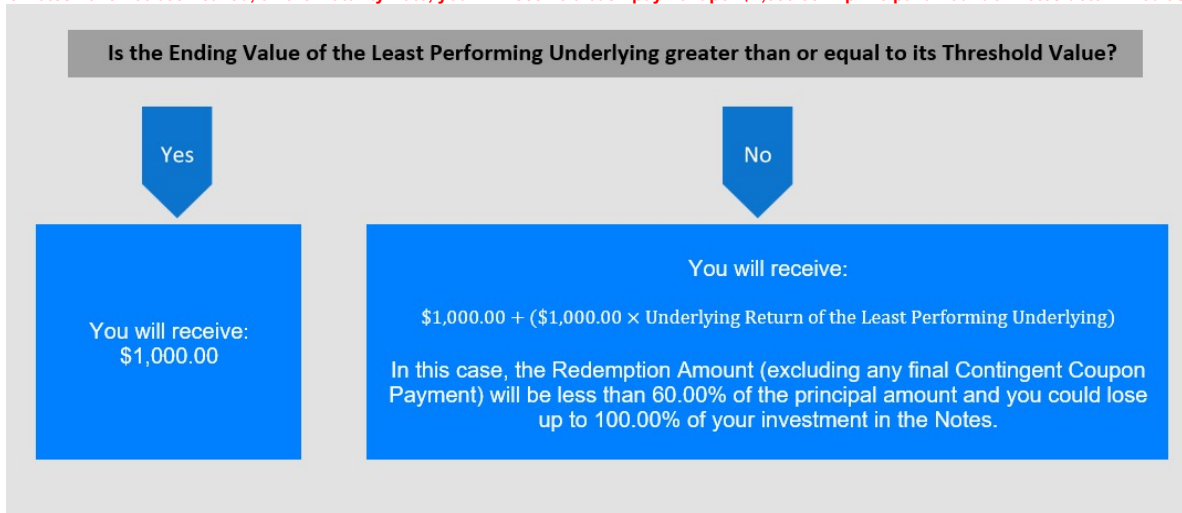 Is the Ending Value of the Least Performing Underlying greater than or equal to its Threshold Value?
Yes
No
You will receive:
$1,000.00
You will receive:
$1,000.00 + ($1,000.00 × Underlying Return of the Least Performing Underlying)
In this case, the Redemption Amount (excluding any final Contingent Coupon
Payment) will be less than 60.00% of the principal amount and you could lose
up to 100.00% of your investment in the Notes.